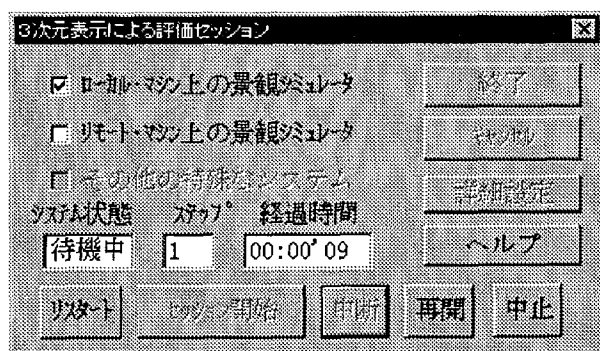 3次元表示による評価セッション
ローカル・マシン上の景観シミュレータ
終了
リモート・マシン上の景観シミュレータ
キャンセル
その他の特殊なシステム
詳細設定
システム状態 ステップ 経過時間
待機中 1 00:00'09
ヘルプ
リスタート セッション開始 中断 再開 中止